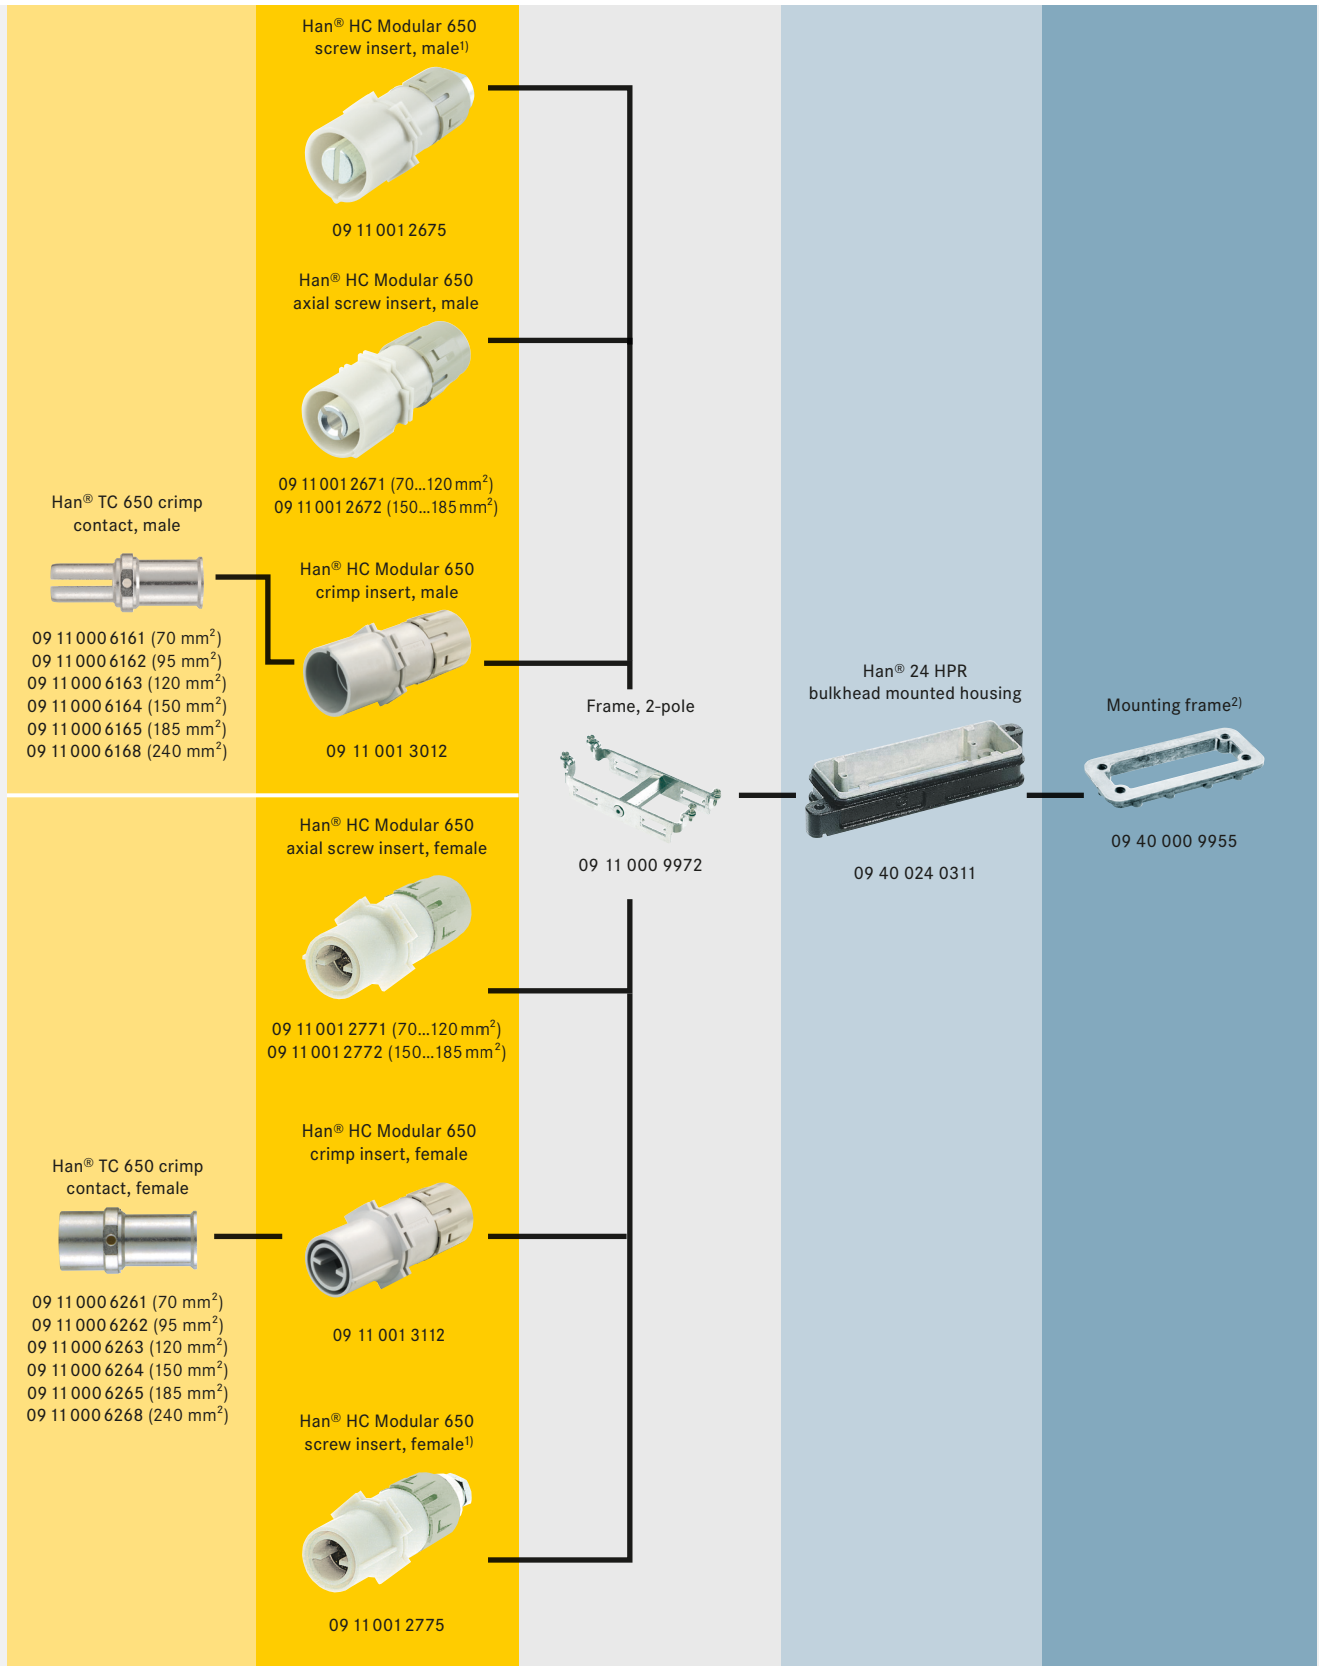 Han® HC Modular 650
screw insert, male1)
09 11 001 2675
Han® HC Modular 650
axial screw insert, male
09 11 001 2671 (70...120 mm²)
09 11 001 2672 (150...185 mm²)
Han® TC 650 crimp
contact, male
09 11 000 6161 (70 mm²)
09 11 000 6162 (95 mm²)
09 11 000 6163 (120 mm²)
09 11 000 6164 (150 mm²)
09 11 000 6165 (185 mm²)
09 11 000 6168 (240 mm²)
Han® HC Modular 650
crimp insert, male
09 11 001 3012
Frame, 2-pole
09 11 000 9972
Han® 24 HPR
bulkhead mounted housing
09 40 024 0311
Mounting frame2)
09 40 000 9955
Han® HC Modular 650
axial screw insert, female
09 11 001 2771 (70...120 mm²)
09 11 001 2772 (150...185 mm²)
Han® TC 650 crimp
contact, female
09 11 000 6261 (70 mm²)
09 11 000 6262 (95 mm²)
09 11 000 6263 (120 mm²)
09 11 000 6264 (150 mm²)
09 11 000 6265 (185 mm²)
09 11 000 6268 (240 mm²)
Han® HC Modular 650
crimp insert, female
09 11 001 3112
Han® HC Modular 650
screw insert, female1)
09 11 001 2775